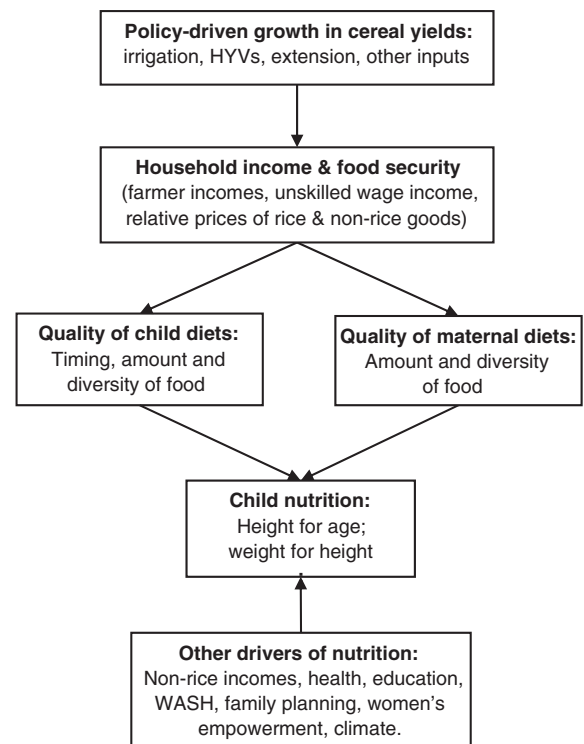 Policy-driven growth in cereal yields:
irrigation, HYVs, extension, other inputs
Household income & food security
(farmer incomes, unskilled wage income,
relative prices of rice & non-rice goods)
Quality of child diets:
Timing, amount and
diversity of food
Quality of maternal diets:
Amount and diversity
of food
Child nutrition:
Height for age;
weight for height
Other drivers of nutrition:
Non-rice incomes, health, education,
WASH, family planning, women's
empowerment, climate.